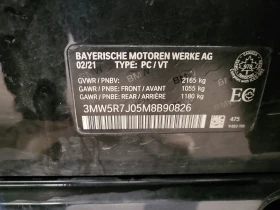 BAYERISCHE MOTOREN WERKE AG
02/21 TYPE: PC / VT
GVWR / PNBV: 2165 kg
GAWR / PNBE: FRONT / AVANT 1055 kg
GAWR / PNBE: REAR / ARRIÈRE 1180 kg
3MW5R7J05M8B90826
EC
475